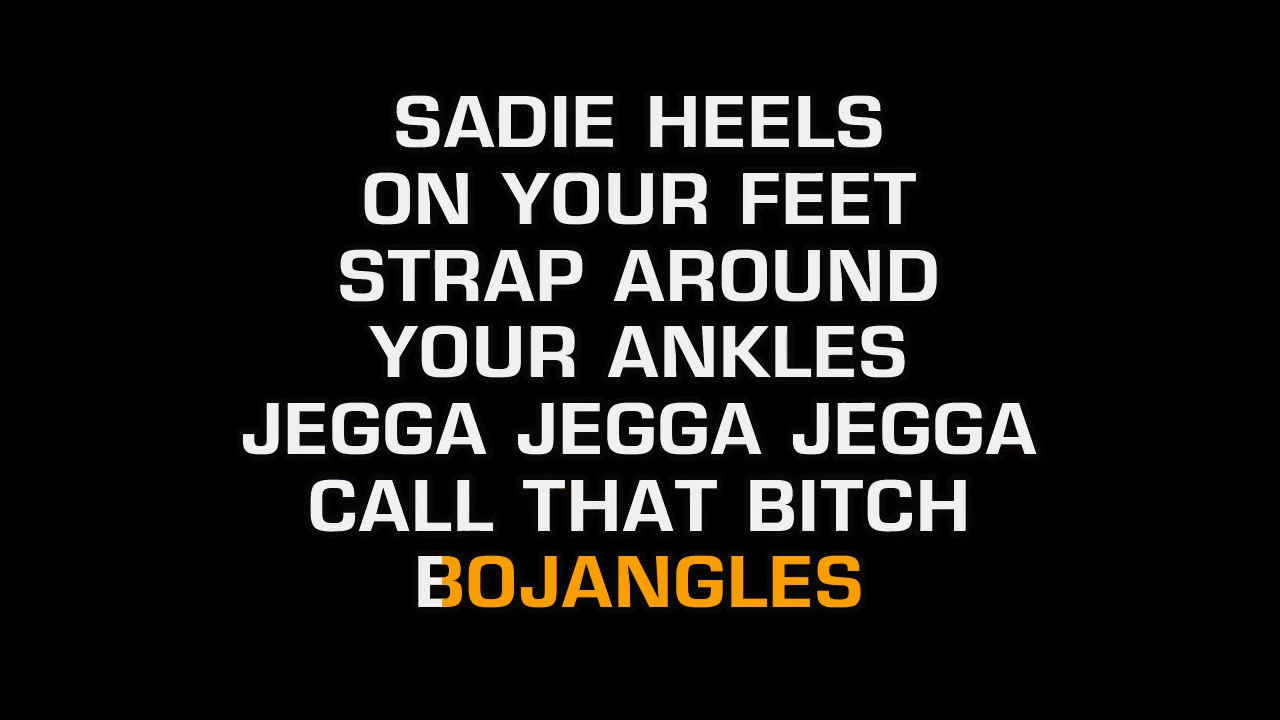 SADIE HEELS
ON YOUR FEET
STRAP AROUND
YOUR ANKLES
JEGGA JEGGA JEGGA
CALL THAT BITCH
BOJANGLES